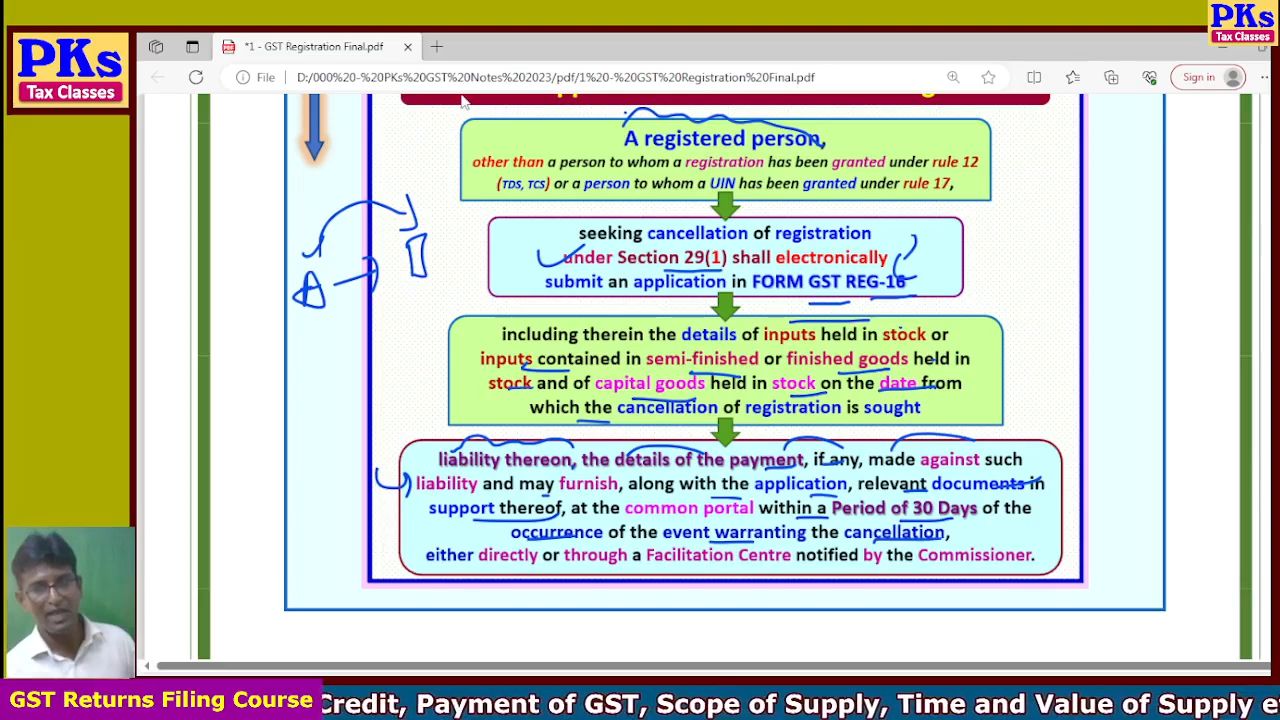 PKs
Tax Classes
*1 - GST Registration Final.pdf
PKs
Tax Classes
File
D:/000%20-%20PKs%20GST%20Notes%202023/pdf/1%20-%20GST%20Registration%20Final.pdf
Sign in
A registered person,
other than a person to whom a registration has been granted under rule 12
(TDS, TCS) or a person to whom a UIN has been granted under rule 17,
seeking cancellation of registration
under Section 29(1) shall electronically
submit an application in FORM GST REG-16
A
including therein the details of inputs held in stock or
inputs contained in semi-finished or finished goods held in
stock and of capital goods held in stock on the date from
which the cancellation of registration is sought
liability thereon, the details of the payment, if any, made against such
liability and may furnish, along with the application, relevant documents in
support thereof, at the common portal within a Period of 30 Days of the
occurrence of the event warranting the cancellation,
either directly or through a Facilitation Centre notified by the Commissioner.
GST Returns Filing Course
Credit, Payment of GST, Scope of Supply, Time and Value of Supply e